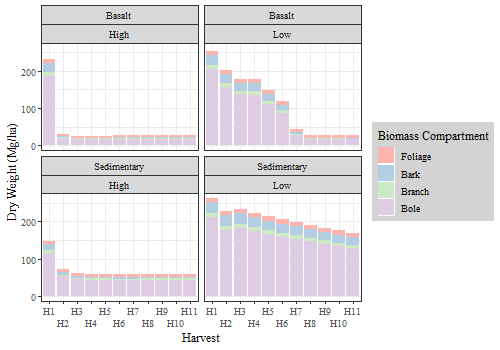 Basalt
Basalt
High
Low
200
100
0
Sedimentary
Sedimentary
High
Low
200
100
0
H1 H3 H5 H7 H9 H11 H1 H3 H5 H7 H9 H11
H2 H4 H6 H8 H10 H2 H4 H6 H8 H10
Harvest
Dry Weight (Mg/ha)
Biomass Compartment
Foliage
Bark
Branch
Bole